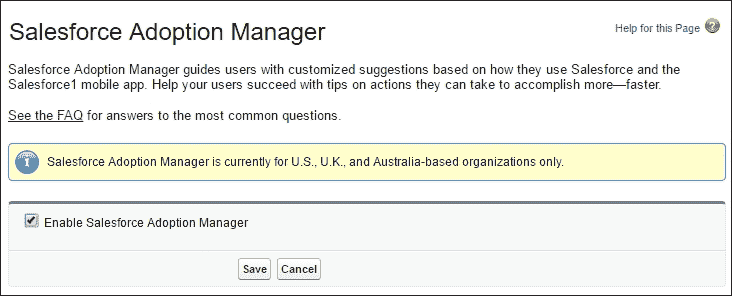 Salesforce Adoption Manager
Help for this Page
Salesforce Adoption Manager guides users with customized suggestions based on how they use Salesforce and the
Salesforce1 mobile app. Help your users succeed with tips on actions they can take to accomplish more—faster.
See the FAQ for answers to the most common questions.
Salesforce Adoption Manager is currently for U.S., U.K., and Australia-based organizations only.
Enable Salesforce Adoption Manager
Save Cancel